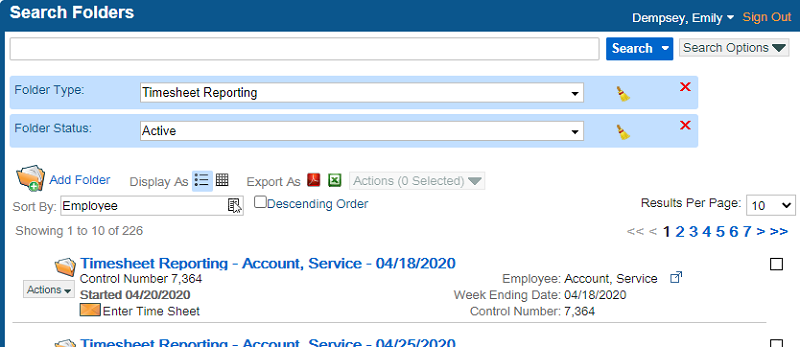 Search Folders
Dempsey, Emily Sign Out
Search Search Options
Folder Type: Timesheet Reporting
Folder Status: Active
Add Folder Display As Export As Actions (0 Selected)
Sort By: Employee Descending Order Results Per Page: 10
Showing 1 to 10 of 226 << < 1 2 3 4 5 6 7 > >>
Timesheet Reporting - Account, Service - 04/18/2020
Control Number 7,364 Employee: Account, Service
Actions Started 04/20/2020 Week Ending Date: 04/18/2020
Enter Time Sheet Control Number: 7,364
Timesheet Reporting - Account, Service - 04/25/2020